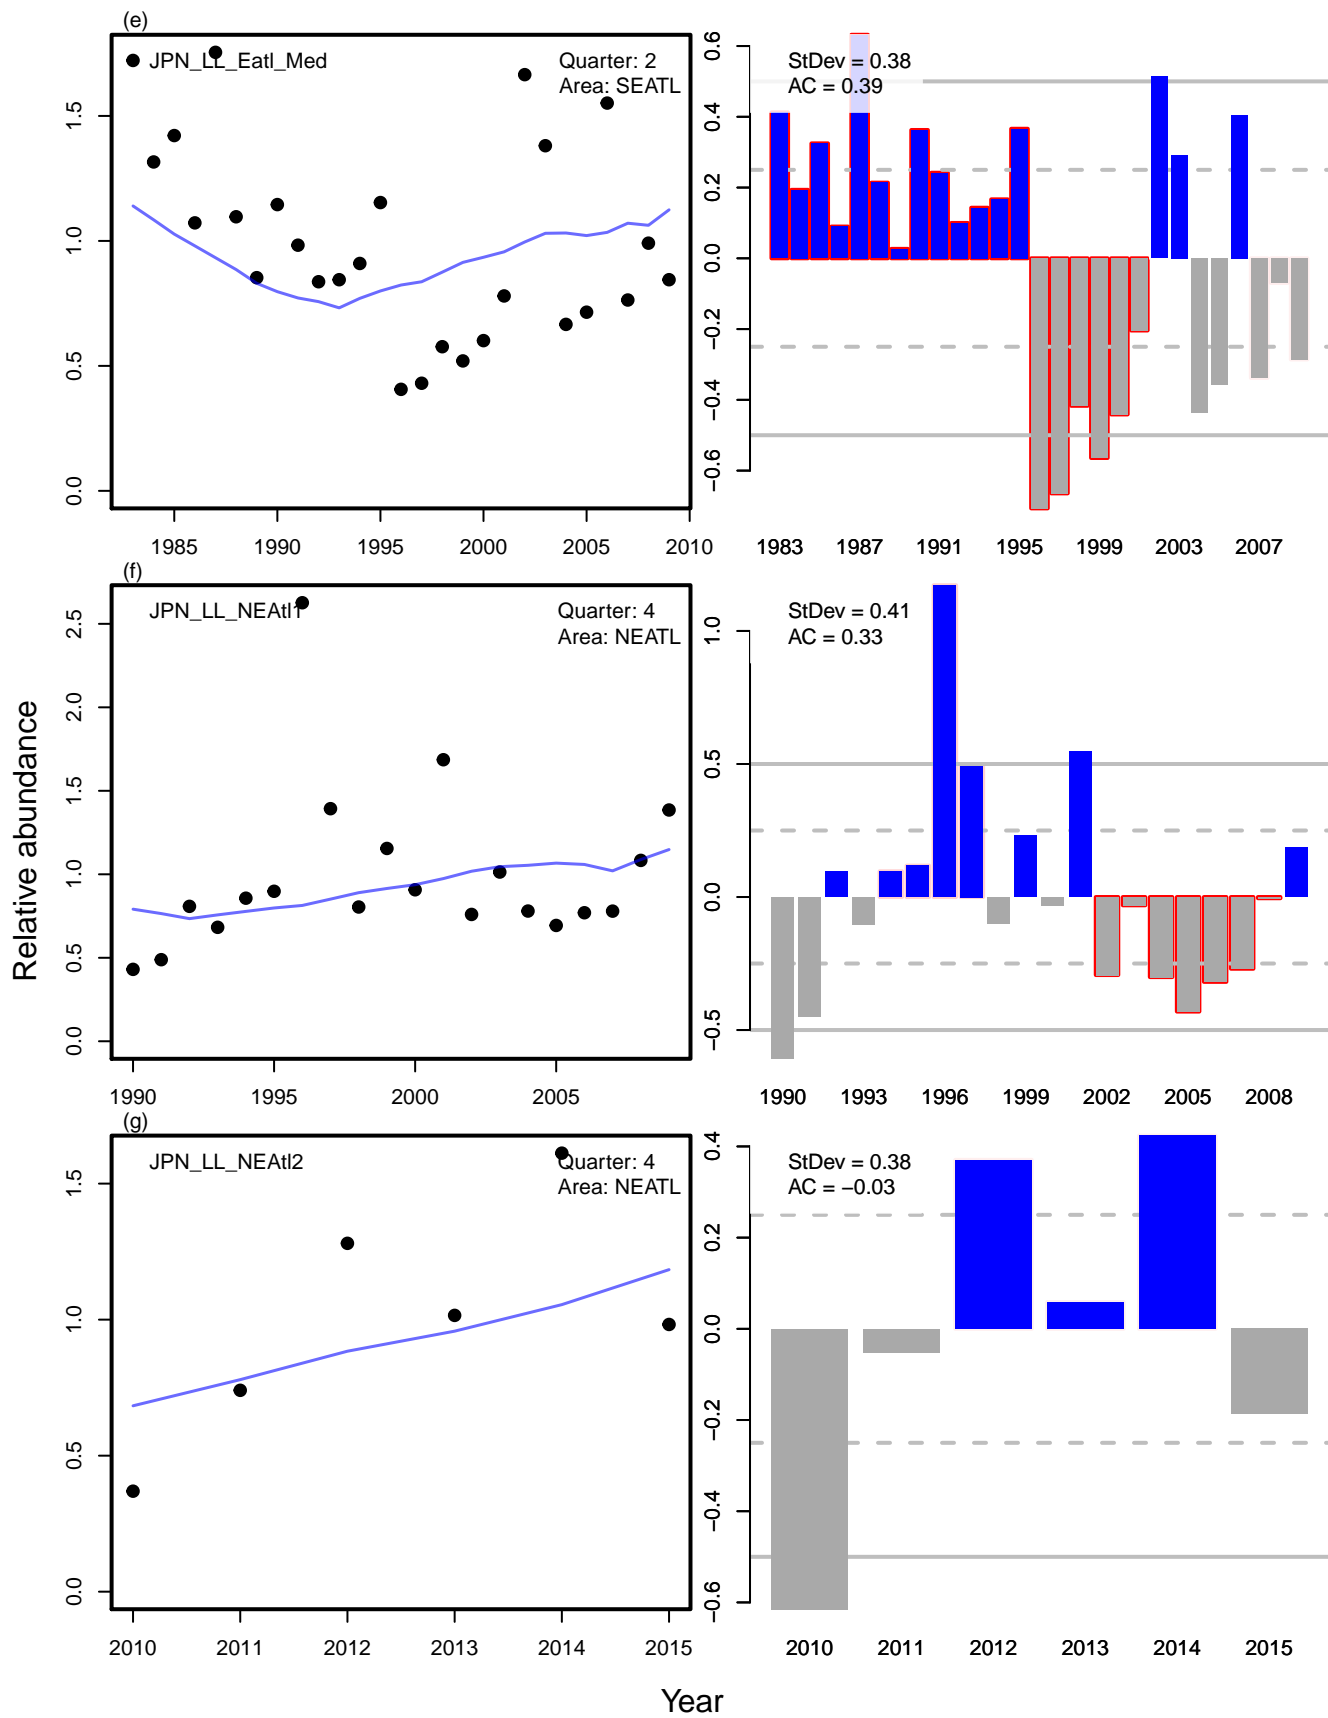 (e)
JPN_LL_Eatl_Med
Quarter: 2
Area: SEATL
StDev = 0.38
AC = 0.39
0.0 0.5 1.0 1.5
1985 1990 1995 2000 2005 2010
−0.6 −0.4 −0.2 0.0 0.2 0.4 0.6
1983 1987 1991 1995 1999 2003 2007
(f)
JPN_LL_NEAtl1
Quarter: 4
Area: NEATL
StDev = 0.41
AC = 0.33
0.0 0.5 1.0 1.5 2.0 2.5
1990 1995 2000 2005
−0.5 0.0 0.5 1.0
1990 1993 1996 1999 2002 2005 2008
Relative abundance
(g)
JPN_LL_NEAtl2
Quarter: 4
Area: NEATL
StDev = 0.38
AC = −0.03
0.0 0.5 1.0 1.5
2010 2011 2012 2013 2014 2015
−0.6 −0.4 −0.2 0.0 0.2 0.4
2010 2011 2012 2013 2014 2015
Year